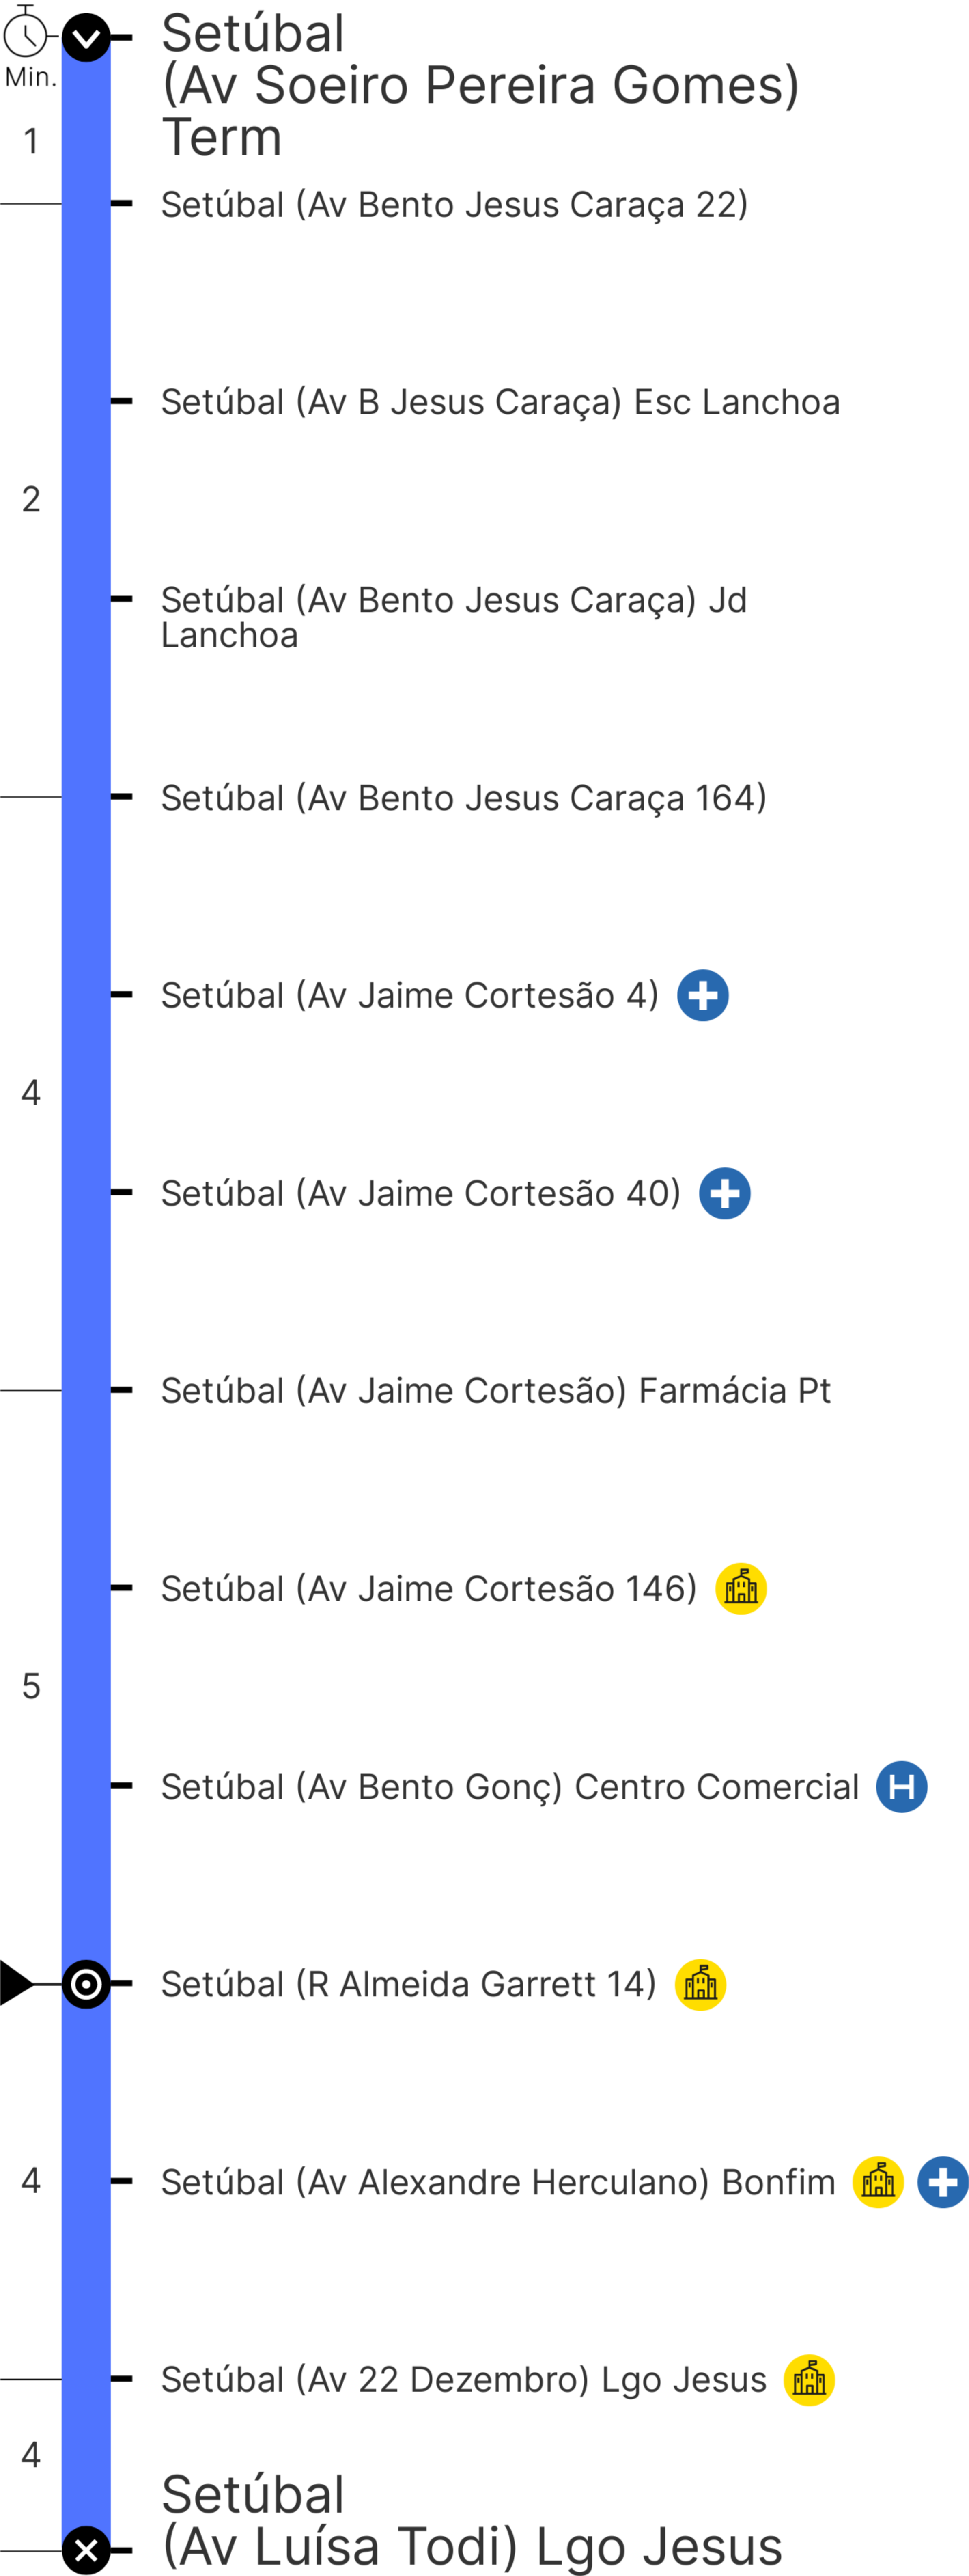 Setúbal
(Av Soeiro Pereira Gomes)
Term
Min.
1
Setúbal (Av Bento Jesus Caraça 22)
Setúbal (Av B Jesus Caraça) Esc Lanchoa
2
Setúbal (Av Bento Jesus Caraça) Jd
Lanchoa
Setúbal (Av Bento Jesus Caraça 164)
Setúbal (Av Jaime Cortesão 4)
4
Setúbal (Av Jaime Cortesão 40)
Setúbal (Av Jaime Cortesão) Farmácia Pt
Setúbal (Av Jaime Cortesão 146)
5
Setúbal (Av Bento Gonç) Centro Comercial H
Setúbal (R Almeida Garrett 14)
4
Setúbal (Av Alexandre Herculano) Bonfim
Setúbal (Av 22 Dezembro) Lgo Jesus
4
Setúbal
(Av Luísa Todi) Lgo Jesus